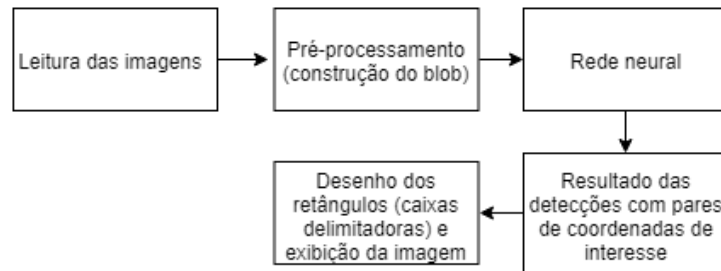 Leitura das imagens
Pré-processamento
(construção do blob)
Rede neural
Resultado das
detecções com pares
de coordenadas de
interesse
Desenho dos
retângulos (caixas
delimitadoras) e
exibição da imagem